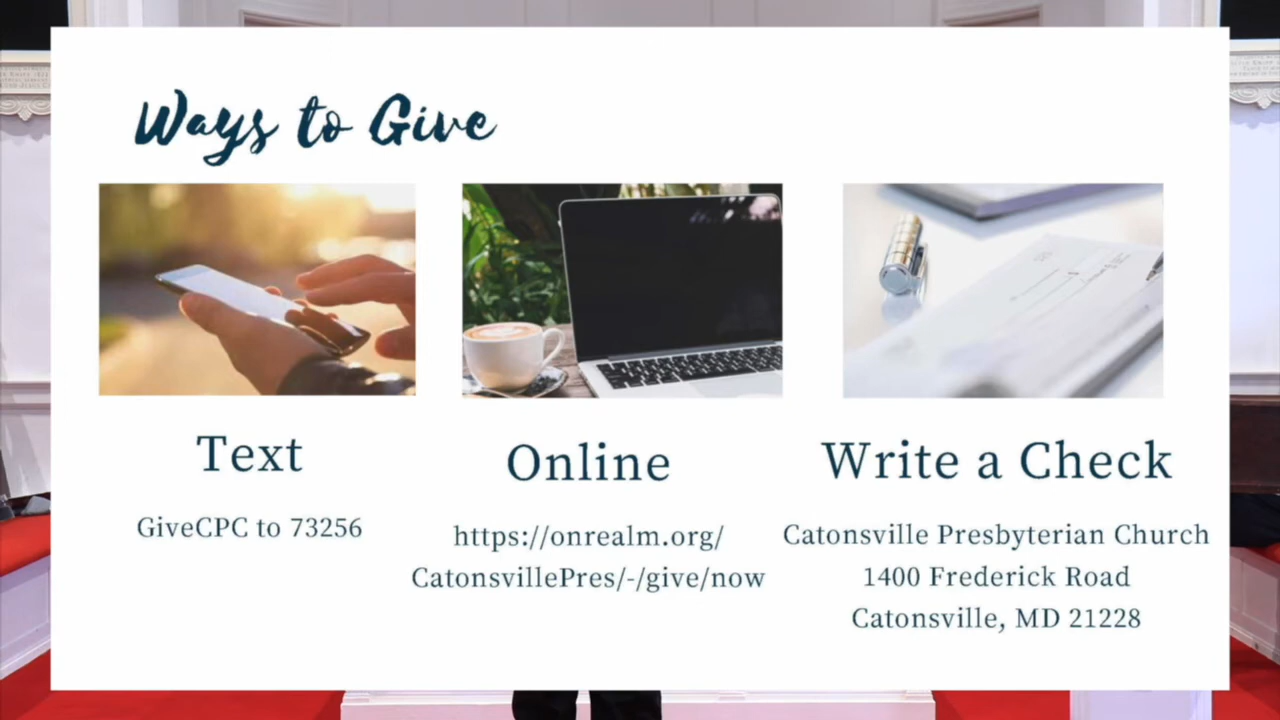 Ways to Give
Text
GiveCPC to 73256
Online
https://onrealm.org/
CatonsvillePres/-/give/now
Write a Check
Catonsville Presbyterian Church
1400 Frederick Road
Catonsville, MD 21228